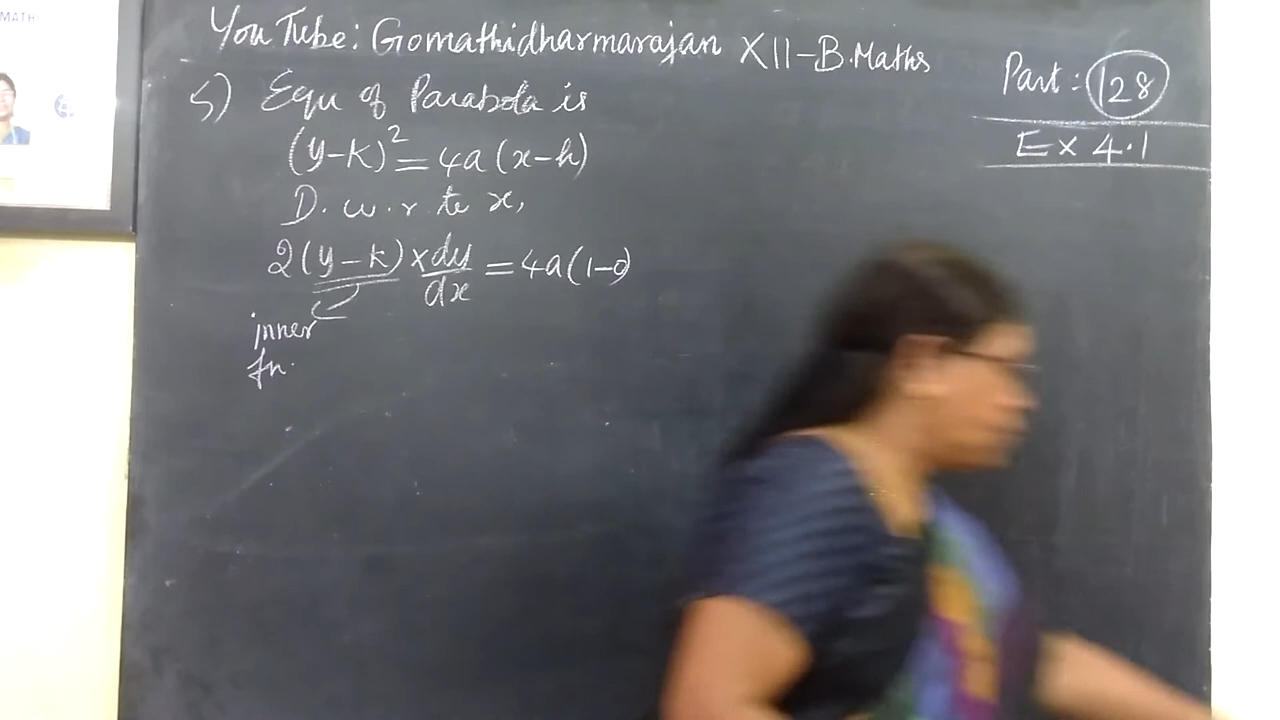 MATH
YouTube: Gomathidharmarajan XII-B.Maths
Part: 128
Ex 4.1
5) Equ of Parabola is
(y-k)² = 4a(x-h)
D. w. r. to x,
2(y-k) × dy/dx = 4a(1-0)
inner
fn.